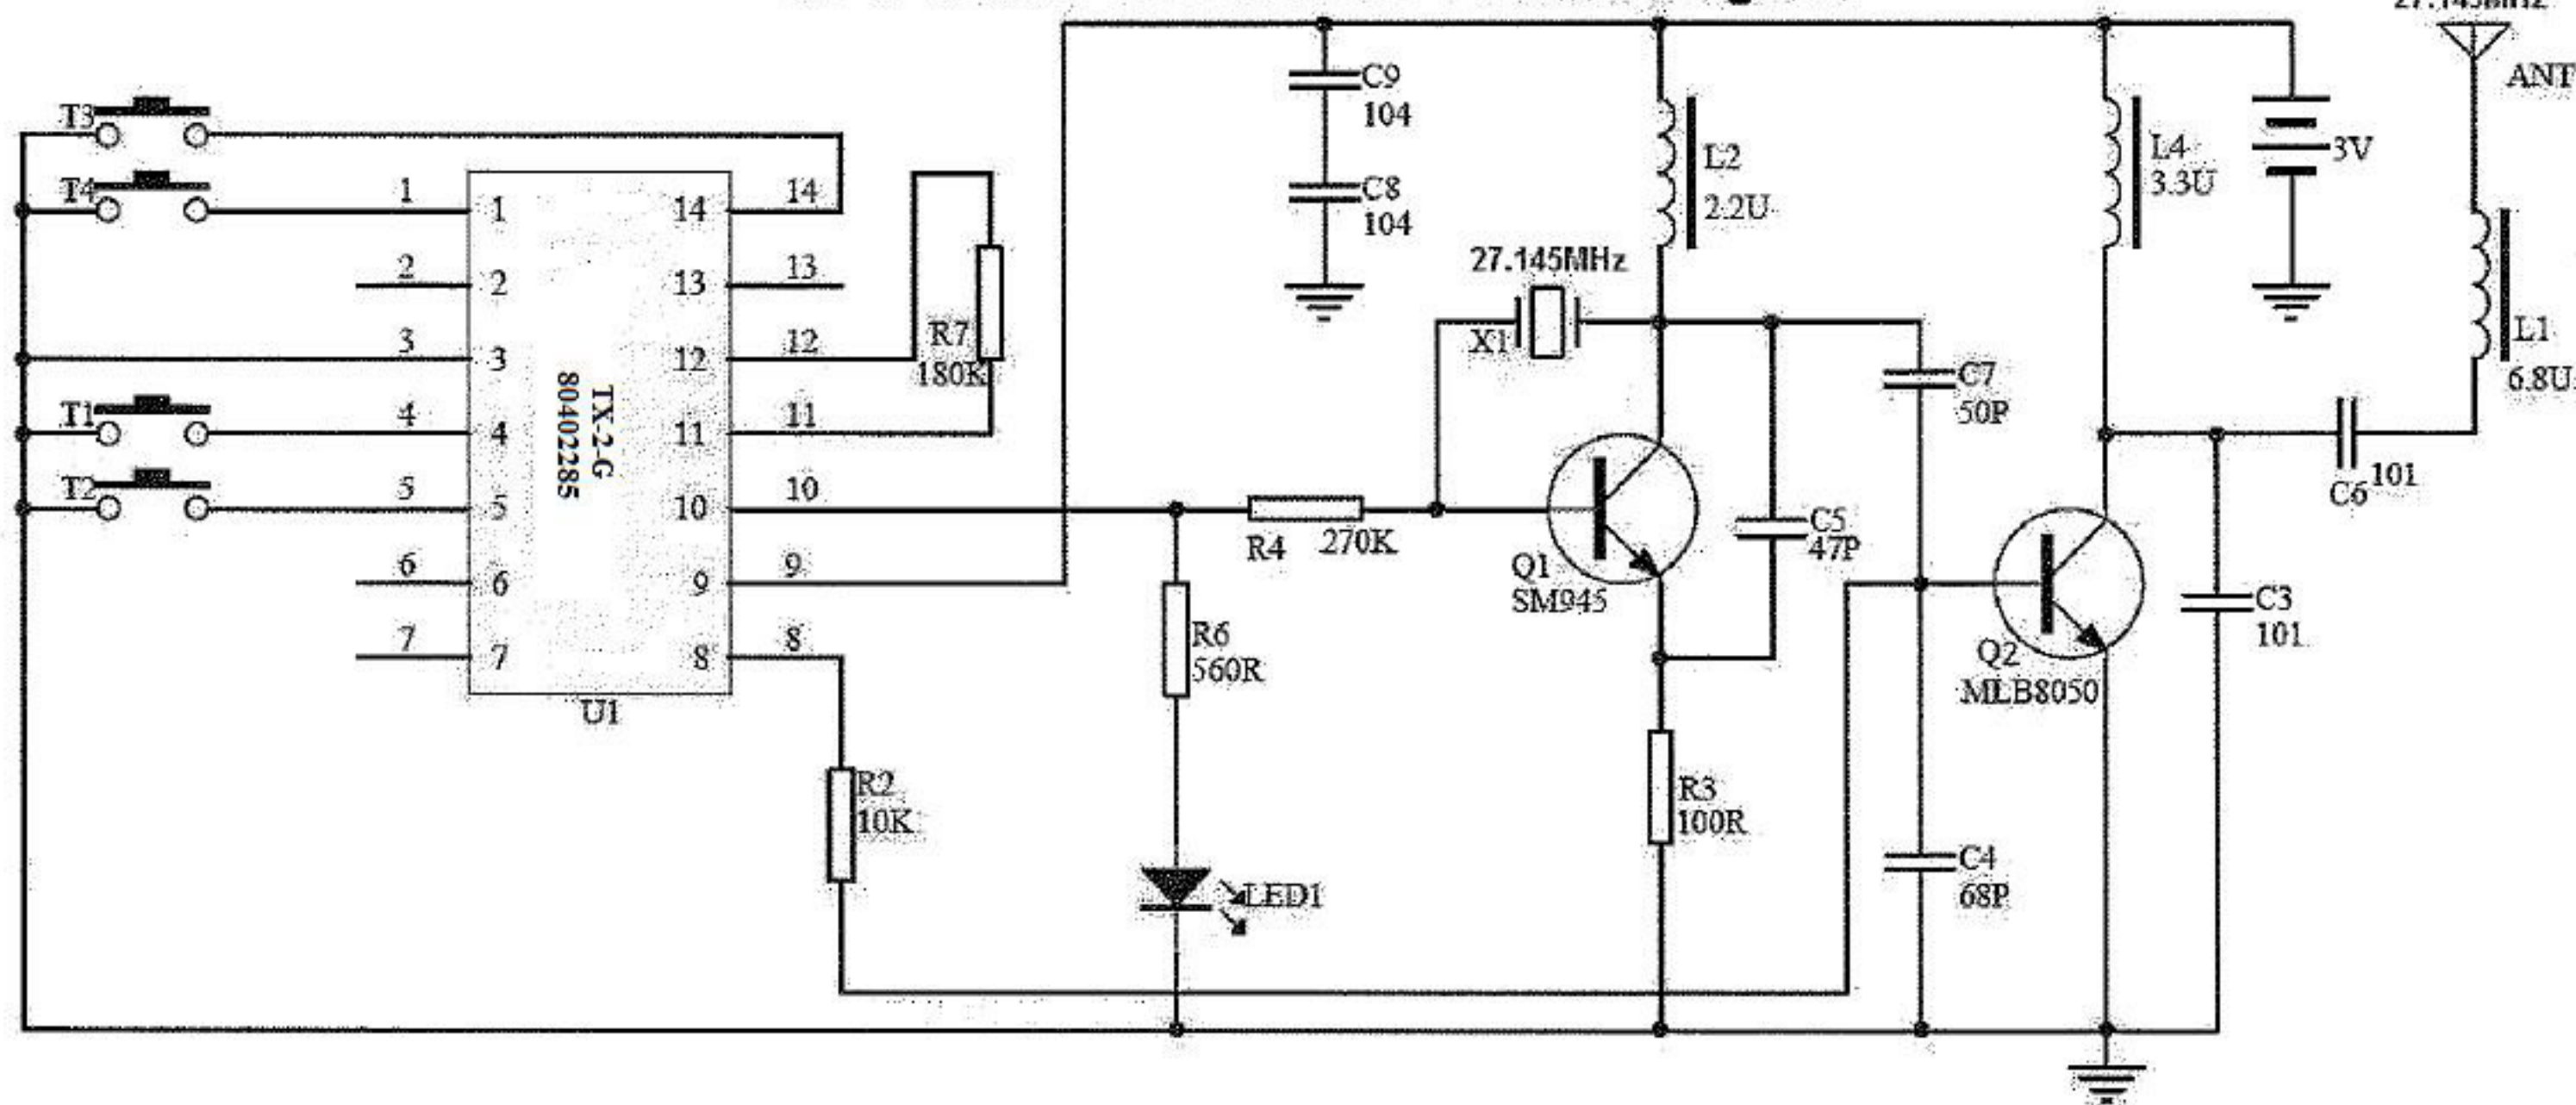 27.145MHz
ANT
T3
T4
T1
T2
1
2
3
4
5
6
7
1
2
3
4
5
6
7
TX-2-G
80402285
U1
14
13
12
11
10
9
8
14
13
12
11
10
9
8
R7
180K
R2
10K
C9
104
C8
104
R4
270K
R6
560R
LED1
27.145MHz
X1
L2
2.2U
Q1
SM945
C5
47P
R3
100R
C7
50P
C4
68P
L4
3.3U
3V
Q2
MLB8050
C3
101
C6
101
L1
6.8U